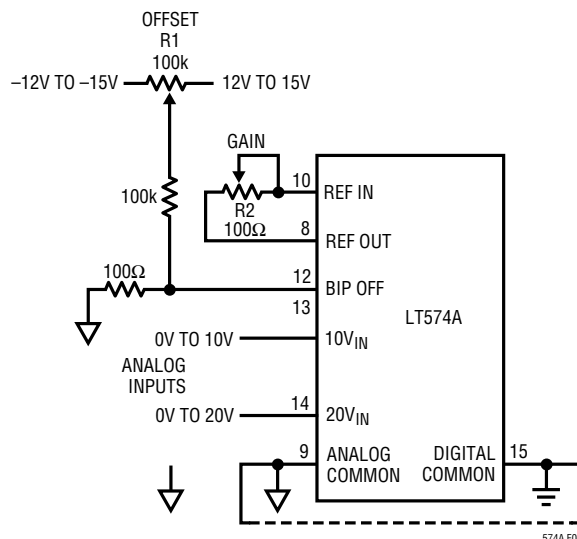 OFFSET
R1
100k
–12V TO –15V
12V TO 15V
GAIN
100k
10
REF IN
R2
100Ω
8
REF OUT
100Ω
12
BIP OFF
13
LT574A
0V TO 10V
10VIN
ANALOG
INPUTS
0V TO 20V
14
20VIN
9
ANALOG
COMMON
DIGITAL
COMMON
15